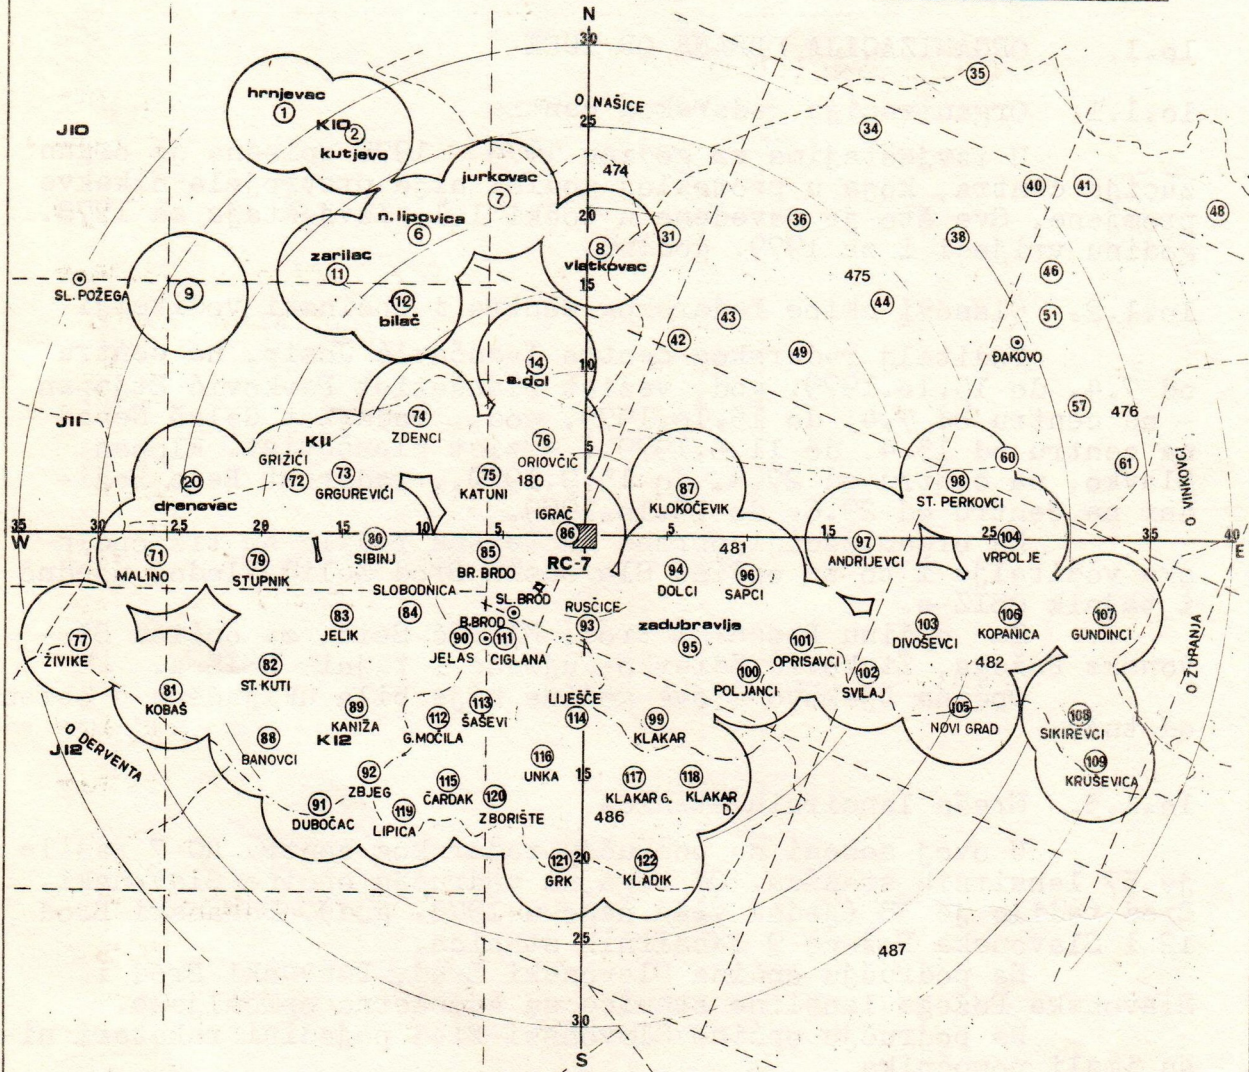 N
30
35
hrnjevac
1
K10
2
kutjevo
O NAŠICE
25
34
J10
jurkovac
7
474
40
41
48
n. lipovica
6
20
31
36
38
zarilac
11
8
vlatkovac
475
46
SL. POŽEGA
9
12
bilač
15
44
51
43
42
49
ĐAKOVO
14
s.dol
10
57
476
J11
K11
74
ZDENCI
76
ORIOVČIĆ
5
60
61
GRIŽIĆI
72
73
GRGUREVIĆI
75
KATUNI
180
20
drenovac
87
KLOKOČEVIK
98
ST. PERKOVCI
O VINKOVCI
IGRAČ
86
35
W
30
25
29
15
10
5
5
15
25
35
40
E
71
MALINO
79
STUPNIK
80
SIBINJ
85
BR. BRDO
RC-7
481
97
ANDRIJEVCI
104
VRPOLJE
94
DOLCI
96
SAPCI
SLOBODNICA
84
SL.BROD
RUŠČICE
93
77
ŽIVIKE
83
JELIK
B.BROD
90
JELAS
111
CIGLANA
zadubravlje
95
101
OPRISAVCI
103
DIVOŠEVCI
106
KOPANICA
107
GUNDINCI
O ŽUPANJA
82
ST. KUTI
100
POLJANCI
102
SVILAJ
482
81
KOBAŠ
89
KANIŽA
112
G.MOČILA
113
ŠAŠEVI
LIJEŠĆE
114
99
KLAKAR
105
NOVI GRAD
108
SIKIREVCI
J12
O DERVENTA
88
BANOVCI
K12
92
ZBJEG
115
ČARDAK
116
UNKA
15
117
KLAKAR G.
118
KLAKAR D.
109
KRUŠEVICA
91
DUBOČAC
119
LIPICA
120
ZBORIŠTE
486
121
GRK
20
122
KLADIK
25
487
30
S